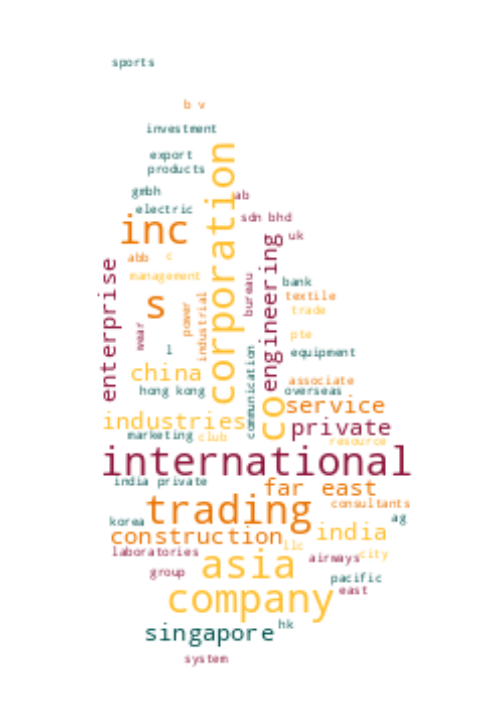 sports
b v
investment
corporation
export
products
gmbh
ab
electric
sdn bhd
inc
uk
engineering
abb
c
enterprise
management
bureau
bank
s
industrial
textile
power
trade
wear
pte
l
communication
equipment
china
associate
hong kong
overseas
co
service
industries
private
marketing
club
resource
international
india private
far east
trading
consultants
korea
ag
construction
india
llc
laboratories
airways
city
asia
group
pacific
company
east
singapore
hk
system